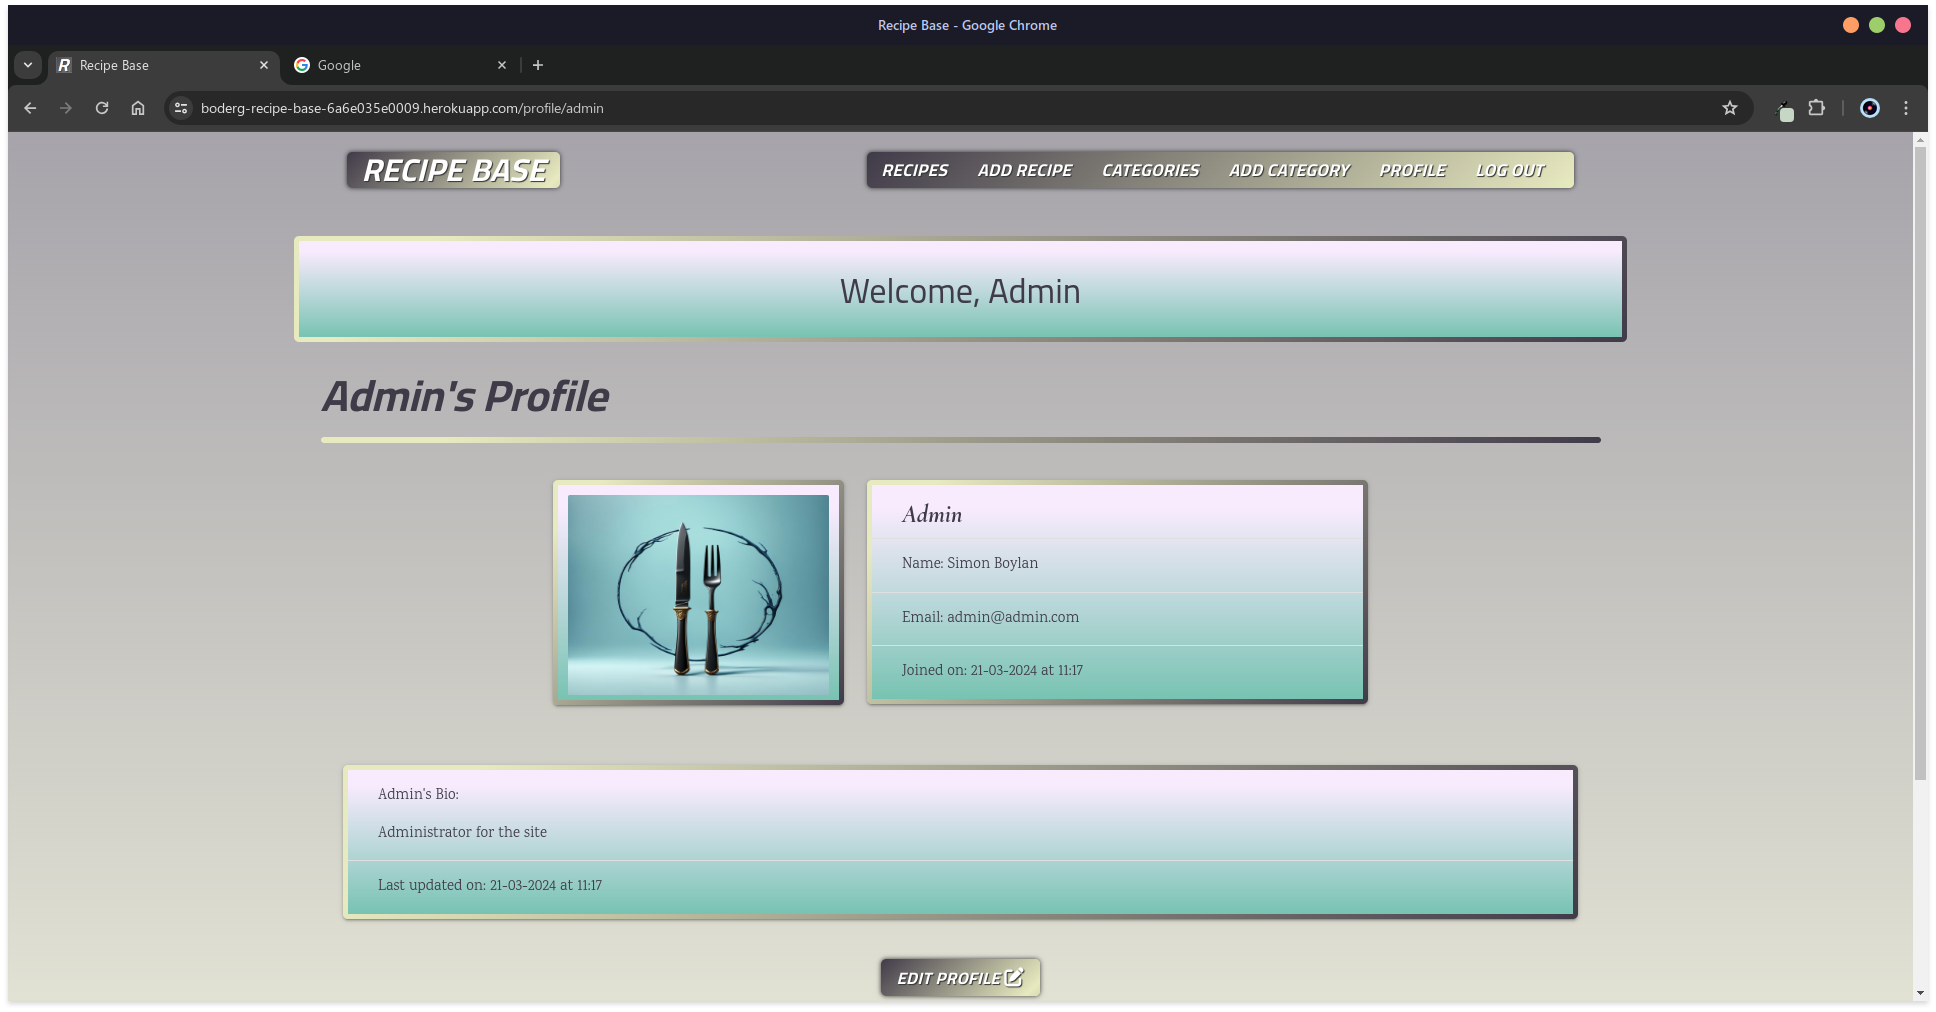 Recipe Base - Google Chrome
Recipe Base
Google
boderg-recipe-base-6a6e035e0009.herokuapp.com/profile/admin
RECIPE BASE
RECIPES ADD RECIPE CATEGORIES ADD CATEGORY PROFILE LOG OUT
Welcome, Admin
Admin's Profile
Admin
Name: Simon Boylan
Email: admin@admin.com
Joined on: 21-03-2024 at 11:17
Admin's Bio:
Administrator for the site
Last updated on: 21-03-2024 at 11:17
EDIT PROFILE